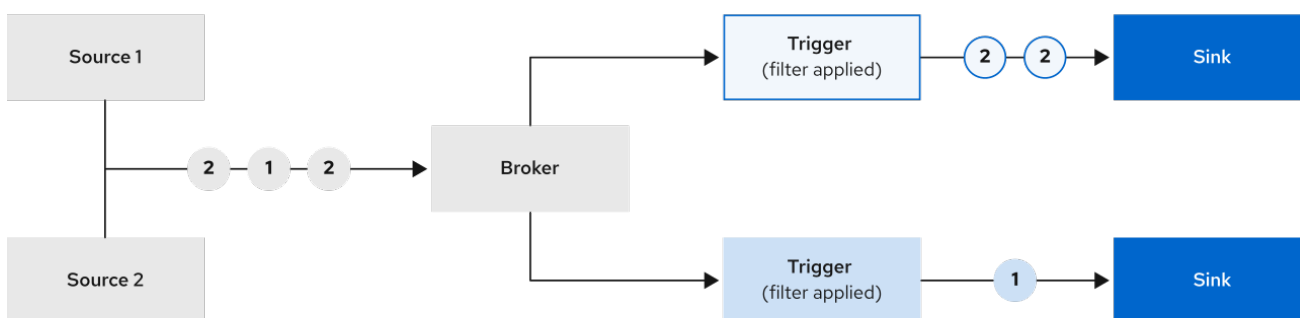 Source 1
2
1
2
Source 2
Broker
Trigger
(filter applied)
2
2
Sink
Trigger
(filter applied)
1
Sink